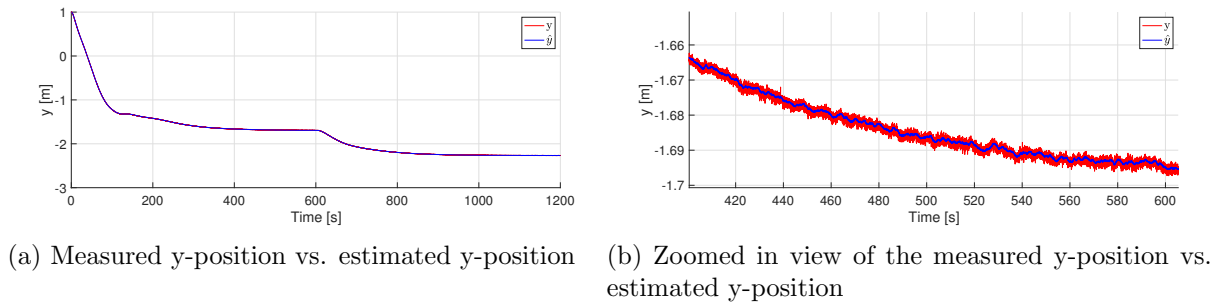 1
0
-1
-2
-3
y [m]
0
200
400
600
800
1000
1200
Time [s]
y
ŷ
-1.66
-1.67
-1.68
-1.69
-1.7
y [m]
420
440
460
480
500
520
540
560
580
600
Time [s]
y
ŷ
(a) Measured y-position vs. estimated y-position
(b) Zoomed in view of the measured y-position vs.
estimated y-position